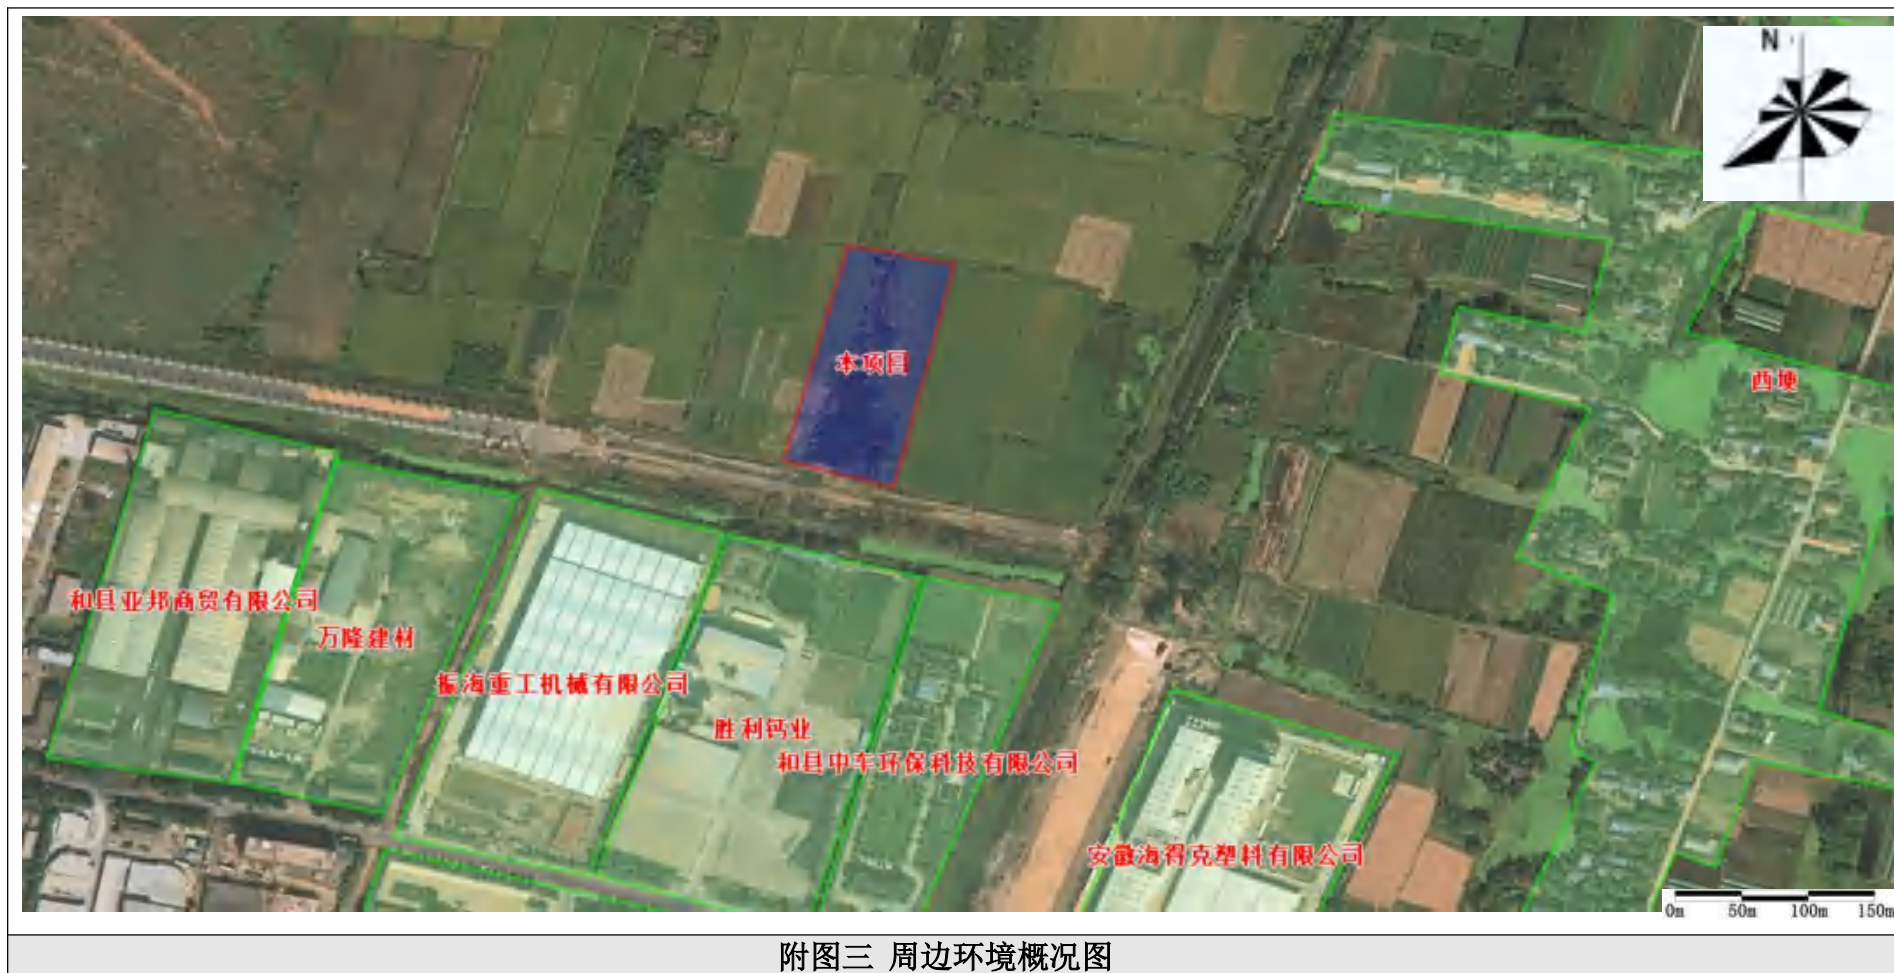 N
本项目
西埂
和县亚邦商贸有限公司
万隆建材
振海重工机械有限公司
胜利钙业
和县中车环保科技有限公司
安徽海得克塑料有限公司
0m 50m 100m 150m
附图三 周边环境概况图